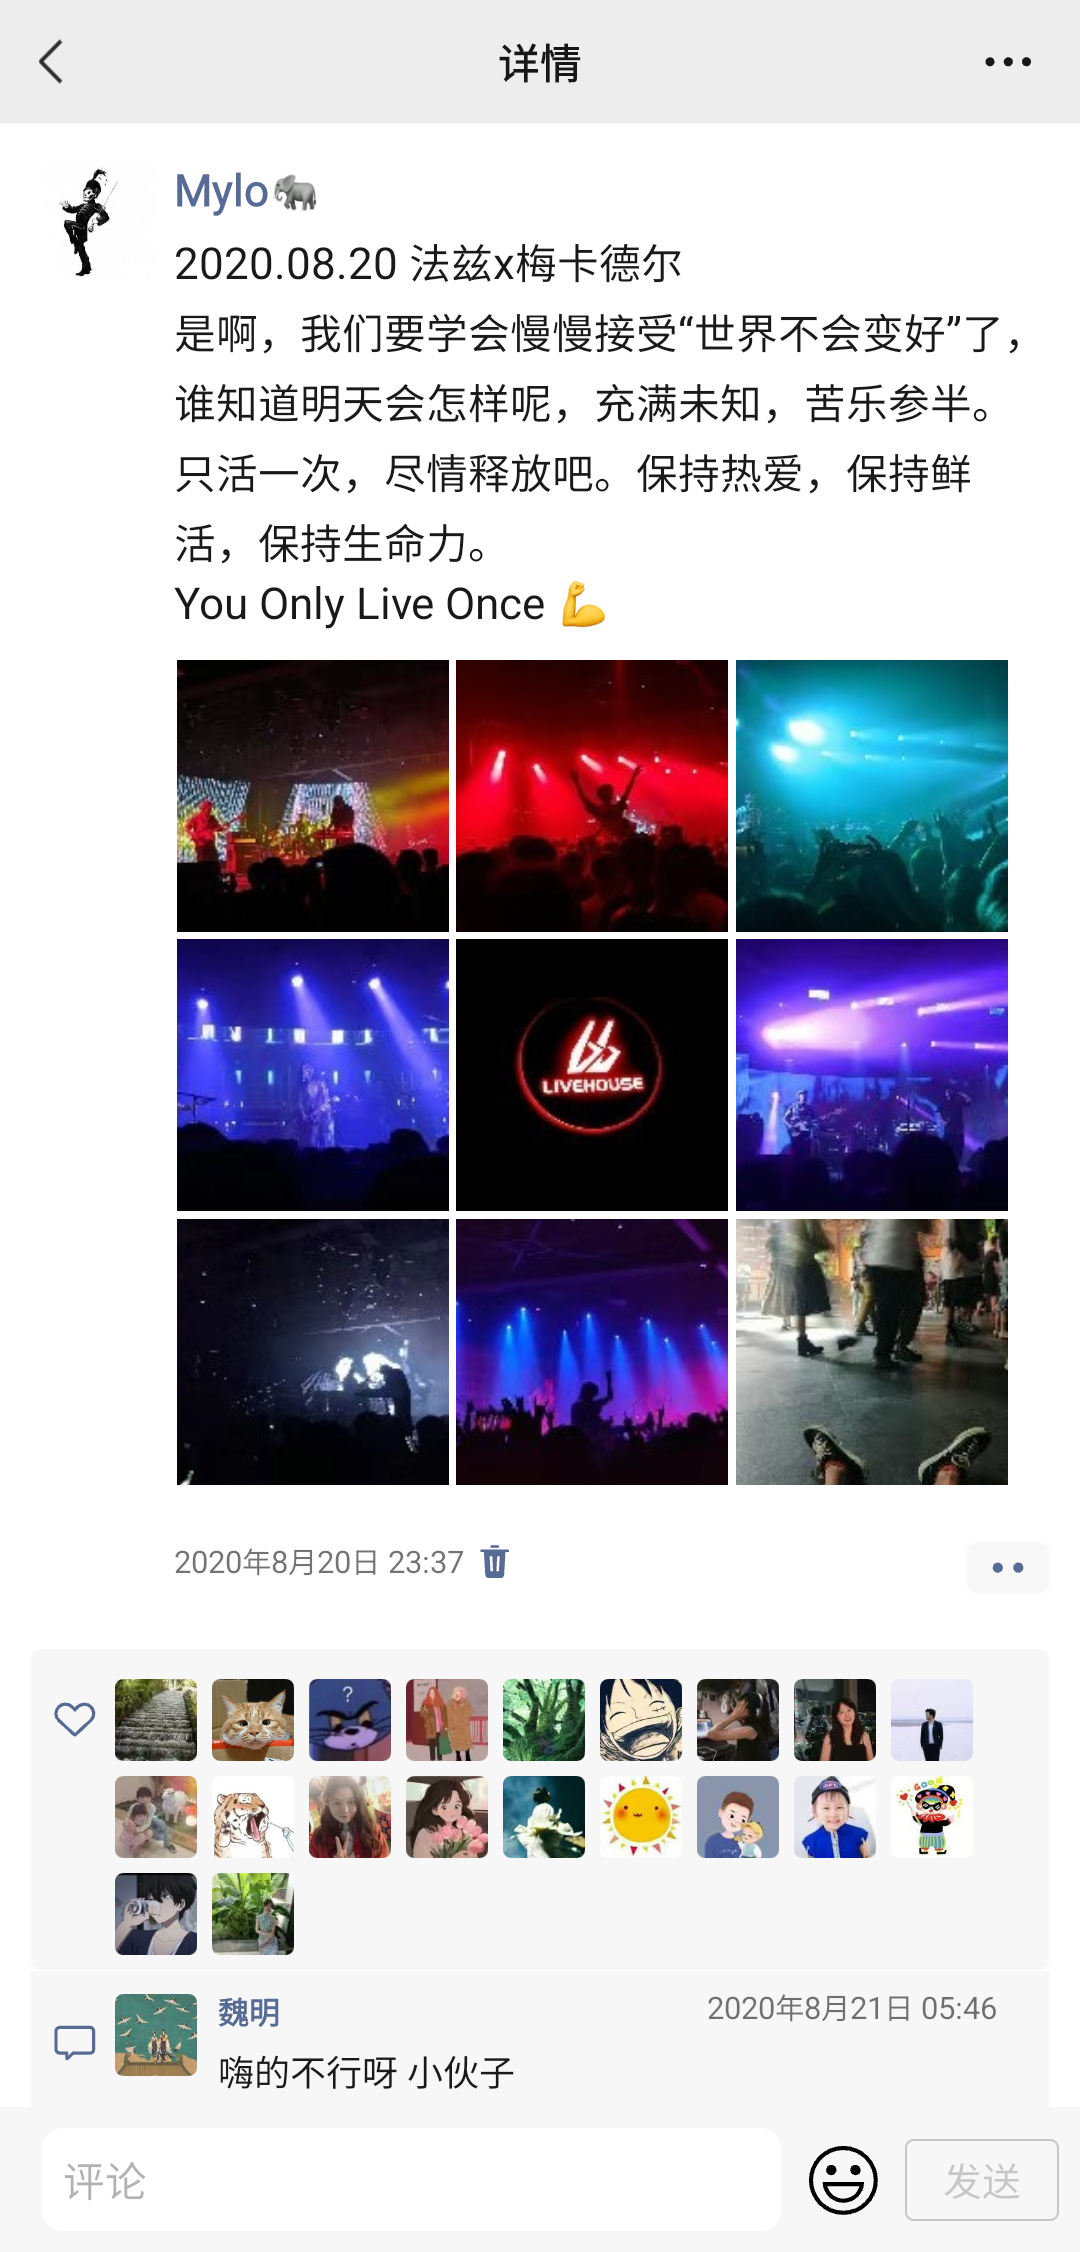 详情
Mylo🐘
2020.08.20 法兹x梅卡德尔
是啊，我们要学会慢慢接受“世界不会变好”了，
谁知道明天会怎样呢，充满未知，苦乐参半。
只活一次，尽情释放吧。保持热爱，保持鲜
活，保持生命力。
You Only Live Once 💪
LIVEHOUSE
2020年8月20日 23:37
?
Good
魏明
2020年8月21日 05:46
嗨的不行呀 小伙子
评论
发送